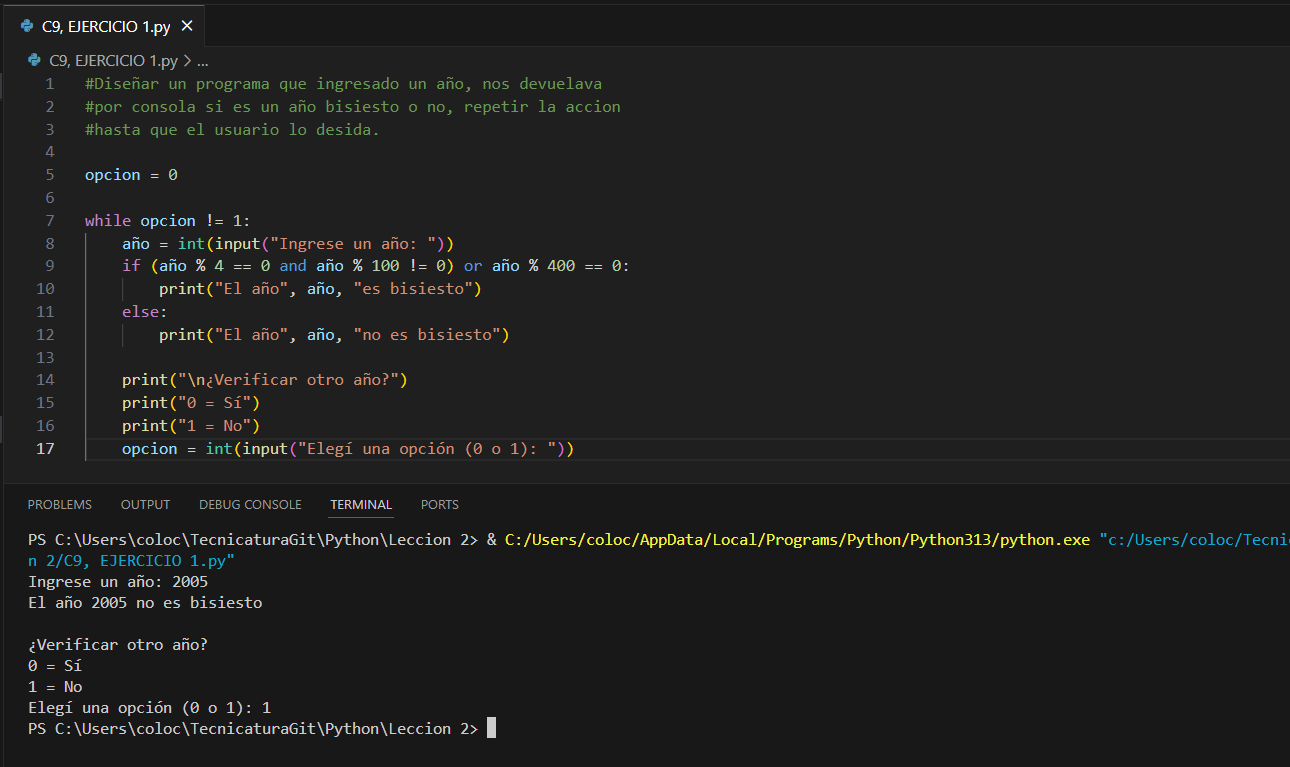 C9, EJERCICIO 1.py ×
C9, EJERCICIO 1.py > ...
1 #Diseñar un programa que ingresado un año, nos devuelava
2 #por consola si es un año bisiesto o no, repetir la accion
3 #hasta que el usuario lo desida.
4
5 opcion = 0
6
7 while opcion != 1:
8     año = int(input("Ingrese un año: "))
9     if (año % 4 == 0 and año % 100 != 0) or año % 400 == 0:
10         print("El año", año, "es bisiesto")
11     else:
12         print("El año", año, "no es bisiesto")
13
14     print("\n¿Verificar otro año?")
15     print("0 = Sí")
16     print("1 = No")
17     opcion = int(input("Elegí una opción (0 o 1): "))
PROBLEMS OUTPUT DEBUG CONSOLE TERMINAL PORTS
PS C:\Users\coloc\TecnicaturaGit\Python\Leccion 2> & C:/Users/coloc/AppData/Local/Programs/Python/Python313/python.exe "c:/Users/coloc/Tecni
n 2/C9, EJERCICIO 1.py"
Ingrese un año: 2005
El año 2005 no es bisiesto
¿Verificar otro año?
0 = Sí
1 = No
Elegí una opción (0 o 1): 1
PS C:\Users\coloc\TecnicaturaGit\Python\Leccion 2>